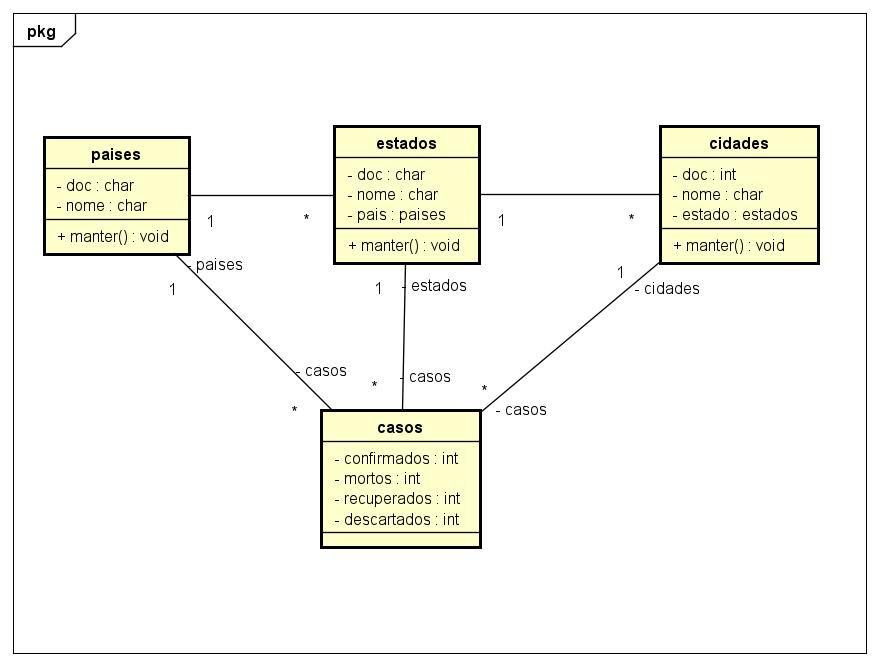 pkg
paises
- doc : char
- nome : char
+ manter() : void
estados
- doc : char
- nome : char
- pais : paises
+ manter() : void
cidades
- doc : int
- nome : char
- estado : estados
+ manter() : void
1
*
1
*
- paises
1
1
- estados
1
- cidades
- casos
*
*
- casos
*
- casos
casos
- confirmados : int
- mortos : int
- recuperados : int
- descartados : int